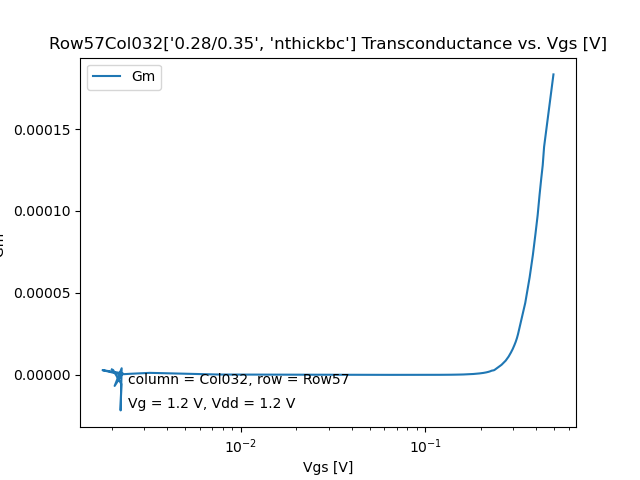 Row57Col032['0.28/0.35', 'nthickbc'] Transconductance vs. Vgs [V]
Gm
0.00015
0.00010
0.00005
0.00000
Gm
column = Col032, row = Row57
Vg = 1.2 V, Vdd = 1.2 V
10⁻² 10⁻¹
Vgs [V]